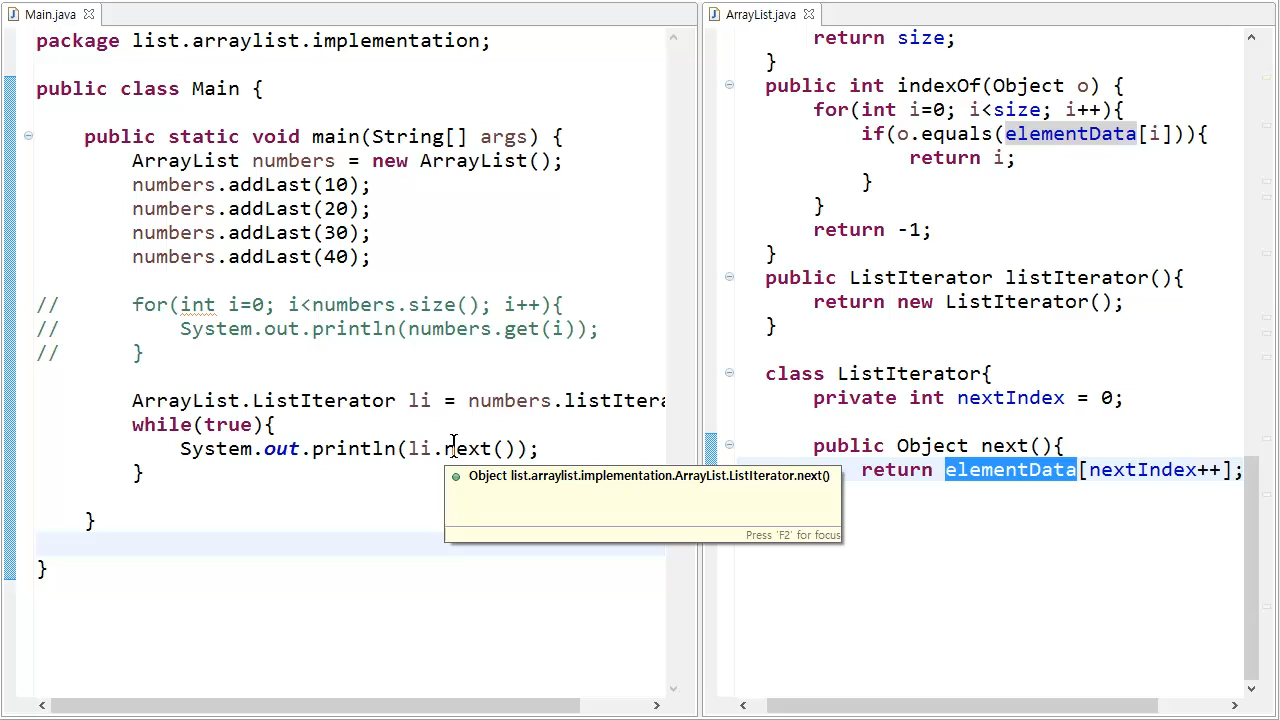 Main.java
package list.arraylist.implementation;
public class Main {
public static void main(String[] args) {
ArrayList numbers = new ArrayList();
numbers.addLast(10);
numbers.addLast(20);
numbers.addLast(30);
numbers.addLast(40);
// for(int i=0; i<numbers.size(); i++){
// System.out.println(numbers.get(i));
// }
ArrayList.ListIterator li = numbers.listItera
while(true){
System.out.println(li.next());
}
}
}
Object list.arraylist.implementation.ArrayList.ListIterator.next()
Press 'F2' for focus
ArrayList.java
return size;
}
public int indexOf(Object o) {
for(int i=0; i<size; i++){
if(o.equals(elementData[i])){
return i;
}
}
return -1;
}
public ListIterator listIterator(){
return new ListIterator();
}
class ListIterator{
private int nextIndex = 0;
public Object next(){
return elementData[nextIndex++];